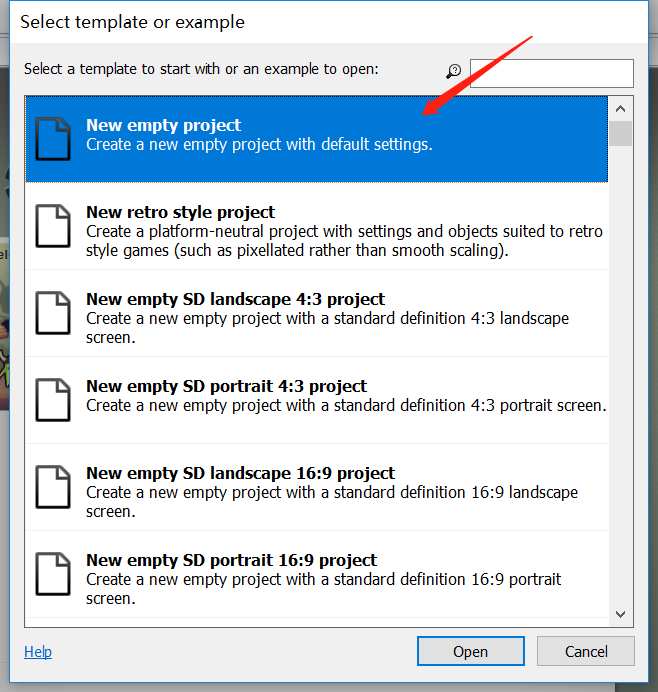 Select template or example
Select a template to start with or an example to open:
New empty project
Create a new empty project with default settings.
New retro style project
Create a platform-neutral project with settings and objects suited to retro
style games (such as pixellated rather than smooth scaling).
New empty SD landscape 4:3 project
Create a new empty project with a standard definition 4:3 landscape
screen.
New empty SD portrait 4:3 project
Create a new empty project with a standard definition 4:3 portrait screen.
New empty SD landscape 16:9 project
Create a new empty project with a standard definition 16:9 landscape
screen.
New empty SD portrait 16:9 project
Create a new empty project with a standard definition 16:9 portrait
screen.
Help
Open
Cancel